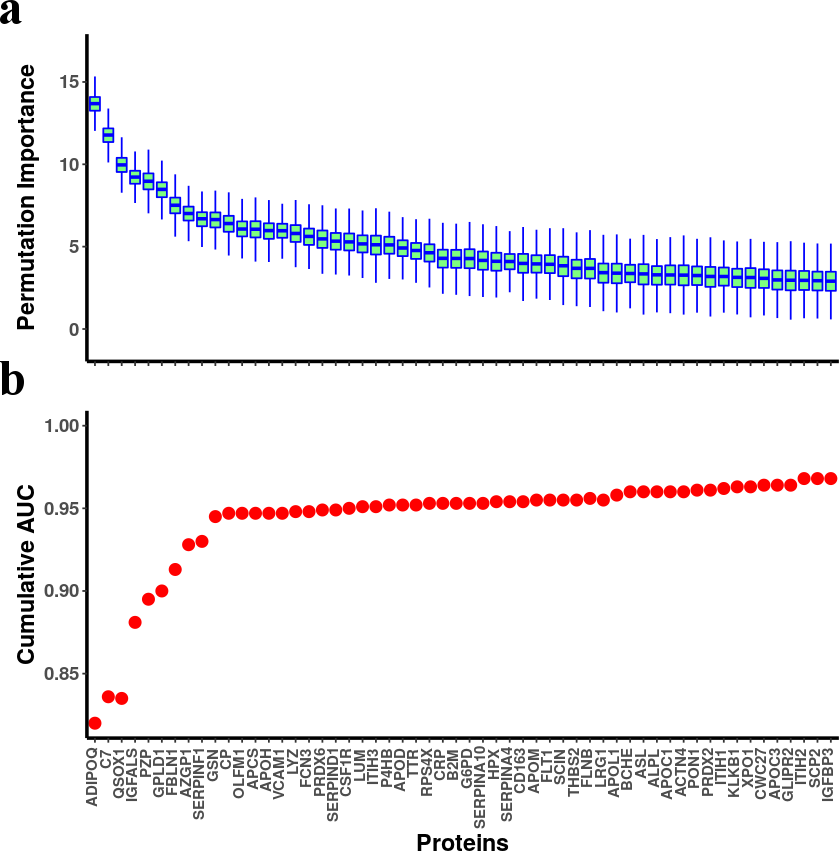 a
Permutation Importance
15
10
5
0
b
Cumulative AUC
1.00
0.95
0.90
0.85
ADIPOQ
C7
QSOX1
IGFALS
PZP
GPLD1
FBLN1
AZGP1
SERPINF1
GSN
CP
OLFM1
APCS
APOH
VCAM1
LYZ
FCN3
PRDX6
SERPIND1
CSF1R
LUM
ITIH3
P4HB
APOD
TTR
RPS4X
CRP
B2M
G6PD
SERPINA10
HPX
SERPINA4
CD163
APOM
FLT1
SCIN
THBS2
FLNB
LRG1
APOL1
BCHE
ASL
ALPL
APOC1
ACTN4
PON1
PRDX2
ITIH1
KLKB1
XPO1
CWC27
APOC3
GLIPR2
ITIH2
SCP2
IGFBP3
Proteins